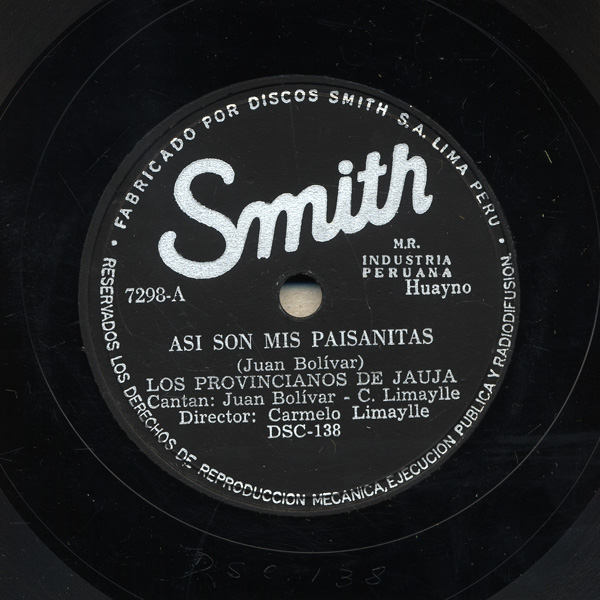 • FABRICADO POR DISCOS SMITH S.A. LIMA PERU •
Smith
M.R.
INDUSTRIA
PERUANA
7298-A
Huayno
ASI SON MIS PAISANITAS
(Juan Bolívar)
LOS PROVINCIANOS DE JAUJA
Cantan: Juan Bolívar - C. Limaylle
Director: Carmelo Limaylle
DSC-138
RESERVADOS LOS DERECHOS DE REPRODUCCION MECANICA, EJECUCION PUBLICA Y RADIODIFUSION
DSC-138